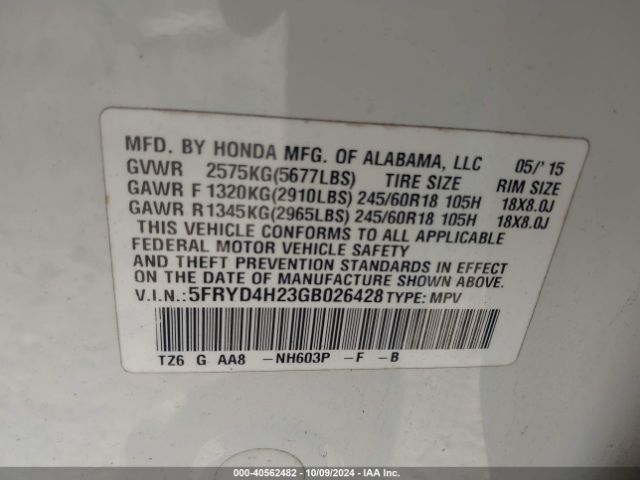 MFD. BY HONDA MFG. OF ALABAMA, LLC 05/'15
GVWR 2575KG(5677LBS) TIRE SIZE RIM SIZE
GAWR F 1320KG(2910LBS) 245/60R18 105H 18X8.0J
GAWR R 1345KG(2965LBS) 245/60R18 105H 18X8.0J
THIS VEHICLE CONFORMS TO ALL APPLICABLE
FEDERAL MOTOR VEHICLE SAFETY
AND THEFT PREVENTION STANDARDS IN EFFECT
ON THE DATE OF MANUFACTURE SHOWN ABOVE.
V.I.N.: 5FRYD4H23GB026428 TYPE: MPV
TZ6 G AA8 -NH603P -F -B
000-40562482 - 10/09/2024 - IAA Inc.